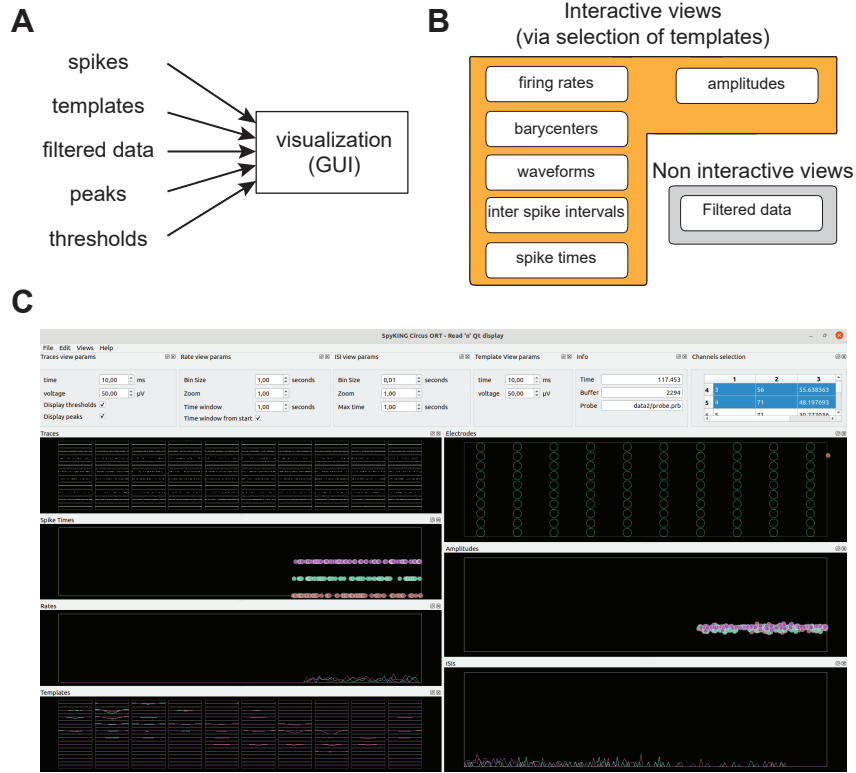 A
spikes
templates
filtered data
peaks
thresholds
visualization
(GUI)
B
Interactive views
(via selection of templates)
firing rates
amplitudes
barycenters
waveforms
inter spike intervals
spike times
Non interactive views
Filtered data
C
SpyKING Circus ORT - Read 'n' Qt display
File Edit Views Help
Traces view params
time 10,00 ms
voltage 50,00 µV
Display thresholds
Display peaks
Rate view params
Bin Size 1,00 seconds
Zoom 1,00
Time window 1,00 seconds
Time window from start
ISI view params
Bin Size 0,01 seconds
Zoom 1,00
Max time 1,00 seconds
Template View params
time 10,00 ms
voltage 50,00 µV
Info
Time 117.453
Buffer 2294
Probe data2/probe.prb
Channels selection
1 2 3
4 3 56 55.638363
5 4 71 48.197693
71
Traces
Electrodes
Spike Times
Amplitudes
Rates
ISIs
Templates